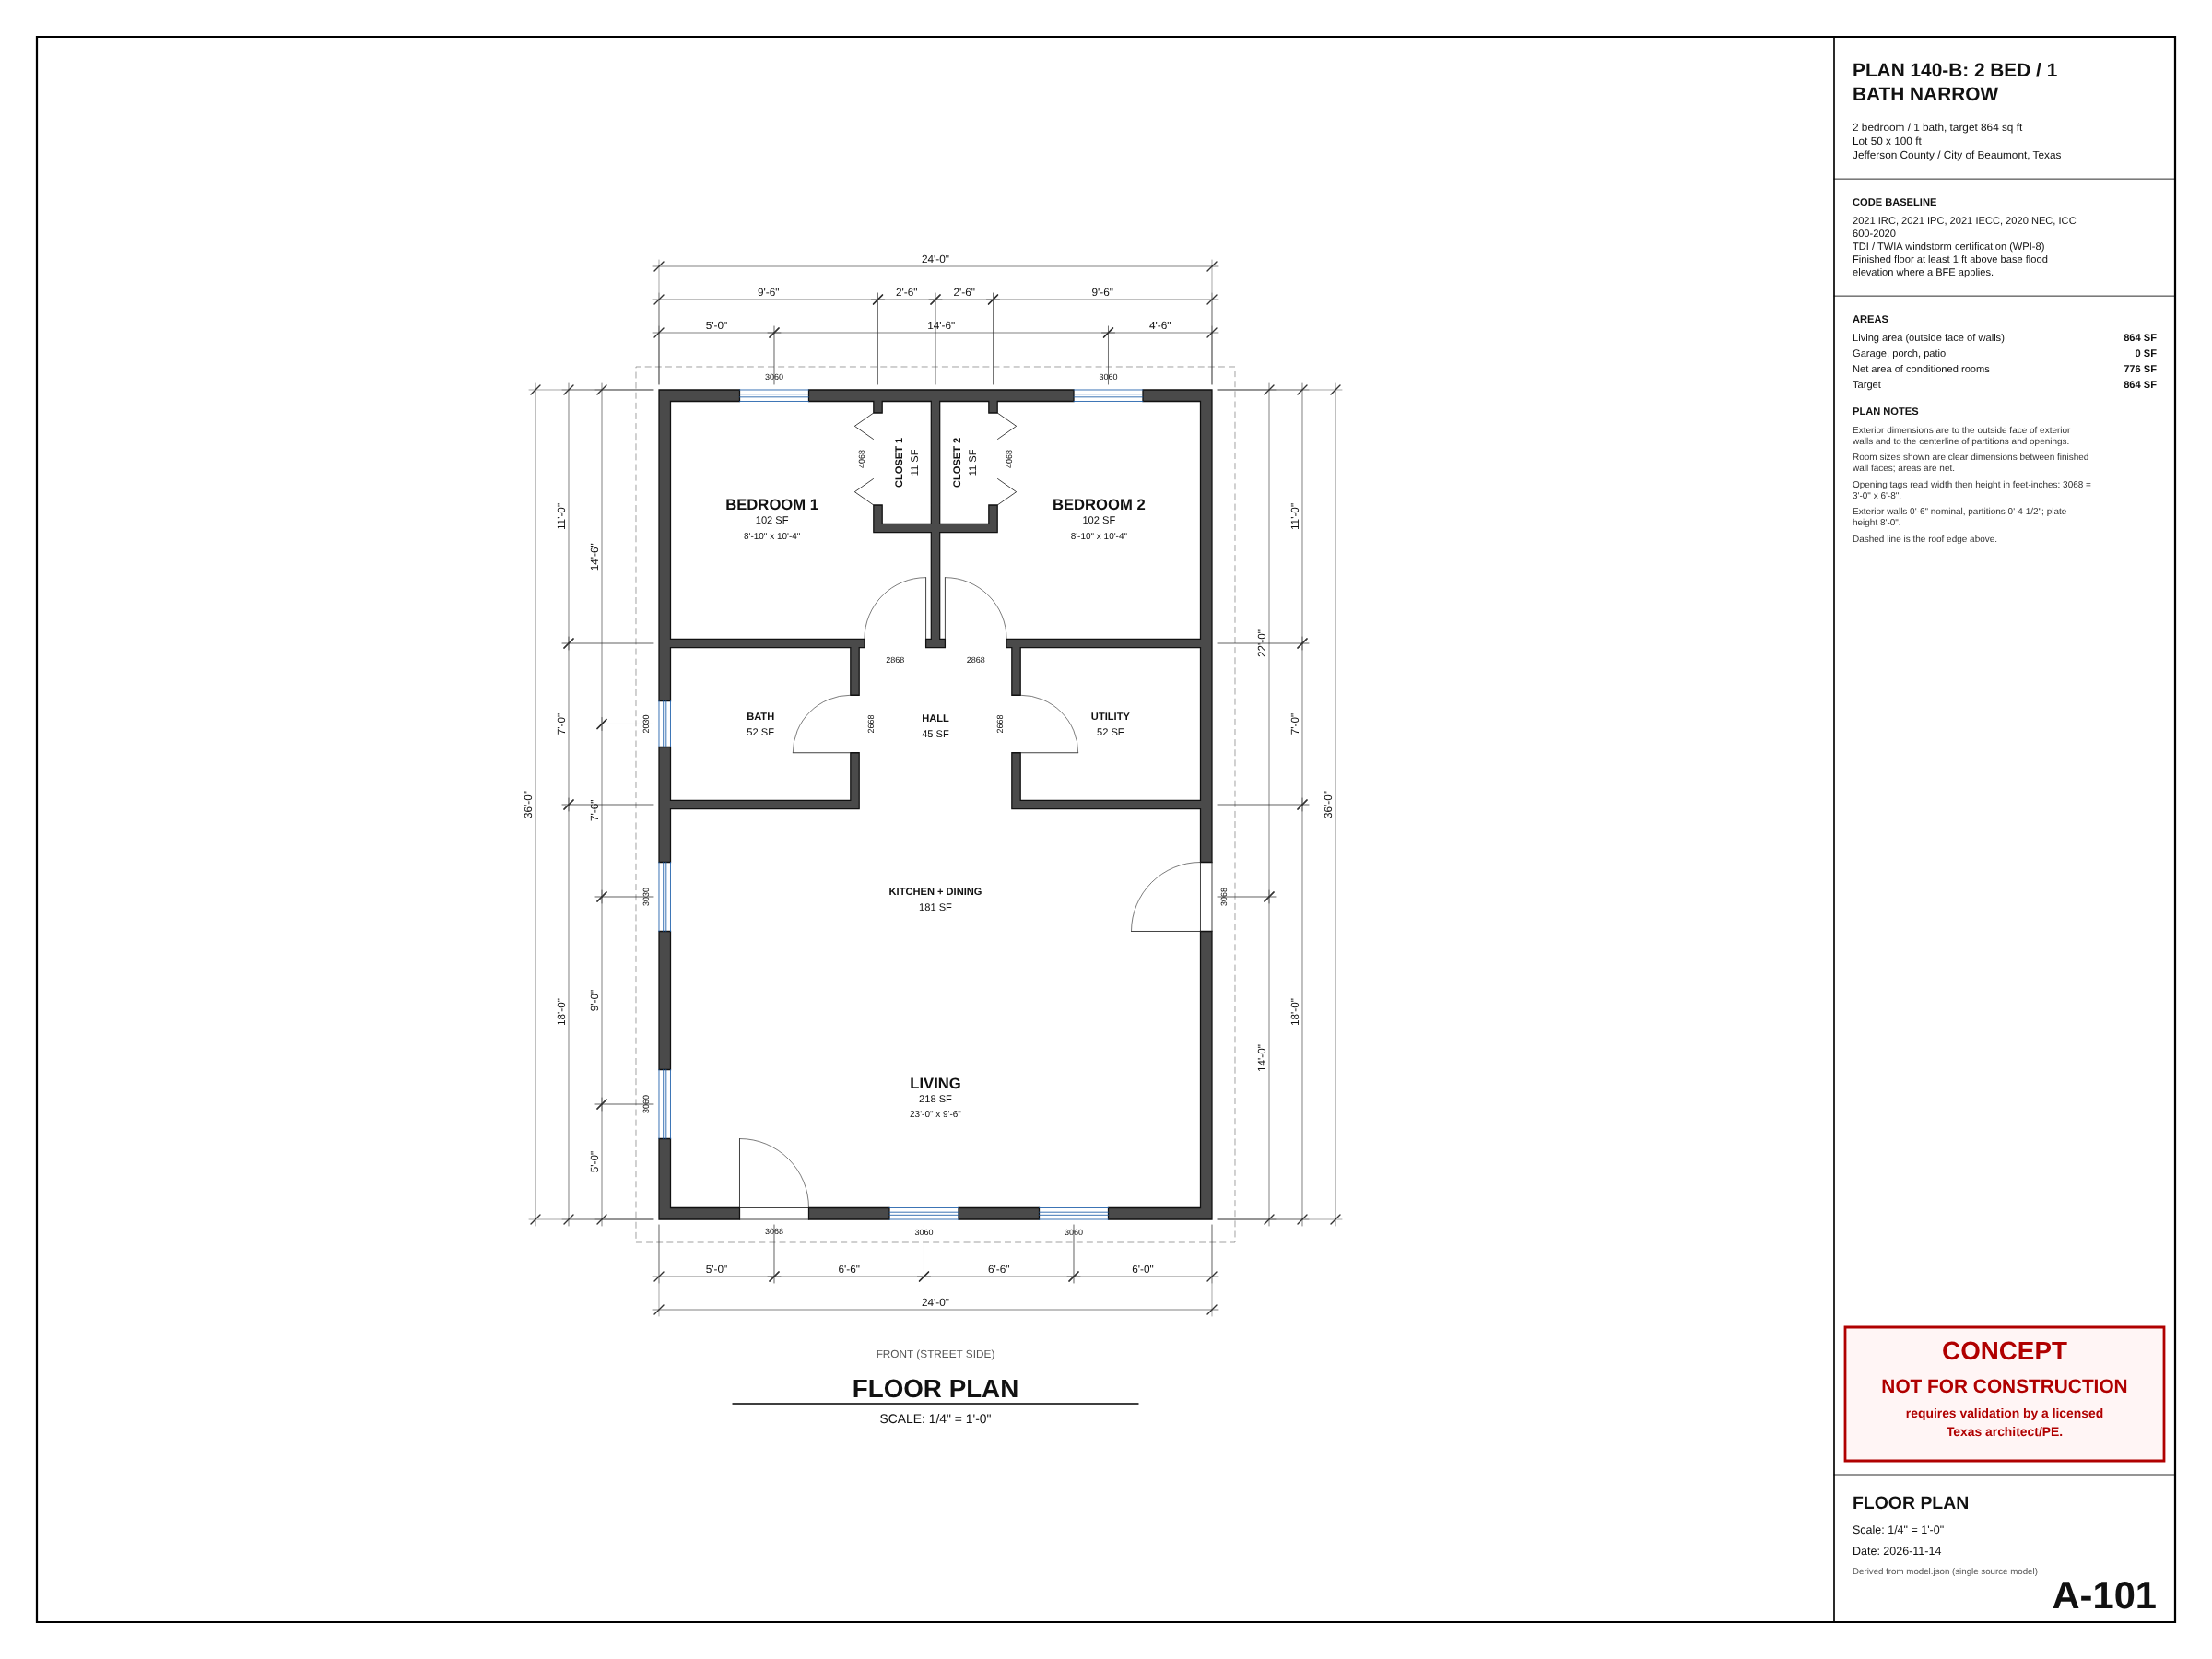 PLAN 140-B: 2 BED / 1
BATH NARROW
2 bedroom / 1 bath, target 864 sq ft
Lot 50 x 100 ft
Jefferson County / City of Beaumont, Texas
CODE BASELINE
2021 IRC, 2021 IPC, 2021 IECC, 2020 NEC, ICC
600-2020
TDI / TWIA windstorm certification (WPI-8)
Finished floor at least 1 ft above base flood
elevation where a BFE applies.
AREAS
Living area (outside face of walls) 864 SF
Garage, porch, patio 0 SF
Net area of conditioned rooms 776 SF
Target 864 SF
PLAN NOTES
Exterior dimensions are to the outside face of exterior
walls and to the centerline of partitions and openings.
Room sizes shown are clear dimensions between finished
wall faces; areas are net.
Opening tags read width then height in feet-inches: 3068 =
3'-0" x 6'-8".
Exterior walls 0'-6" nominal, partitions 0'-4 1/2"; plate
height 8'-0".
Dashed line is the roof edge above.
24'-0"
9'-6" 2'-6" 2'-6" 9'-6"
5'-0" 14'-6" 4'-6"
3060 3060
CLOSET 1
11 SF
CLOSET 2
11 SF
4068 4068
BEDROOM 1
102 SF
8'-10" x 10'-4"
BEDROOM 2
102 SF
8'-10" x 10'-4"
11'-0" 14'-6" 11'-0"
22'-0"
2868 2868
BATH
52 SF
HALL
45 SF
UTILITY
52 SF
7'-0" 2030 2668 2668 7'-0"
36'-0" 7'-6" 36'-0"
KITCHEN + DINING
181 SF
3030 3068
18'-0" 9'-0" 14'-0" 18'-0"
LIVING
218 SF
23'-0" x 9'-6"
3060
5'-0"
3068 3060 3060
5'-0" 6'-6" 6'-6" 6'-0"
24'-0"
FRONT (STREET SIDE)
FLOOR PLAN
SCALE: 1/4" = 1'-0"
CONCEPT
NOT FOR CONSTRUCTION
requires validation by a licensed
Texas architect/PE.
FLOOR PLAN
Scale: 1/4" = 1'-0"
Date: 2026-11-14
Derived from model.json (single source model)
A-101